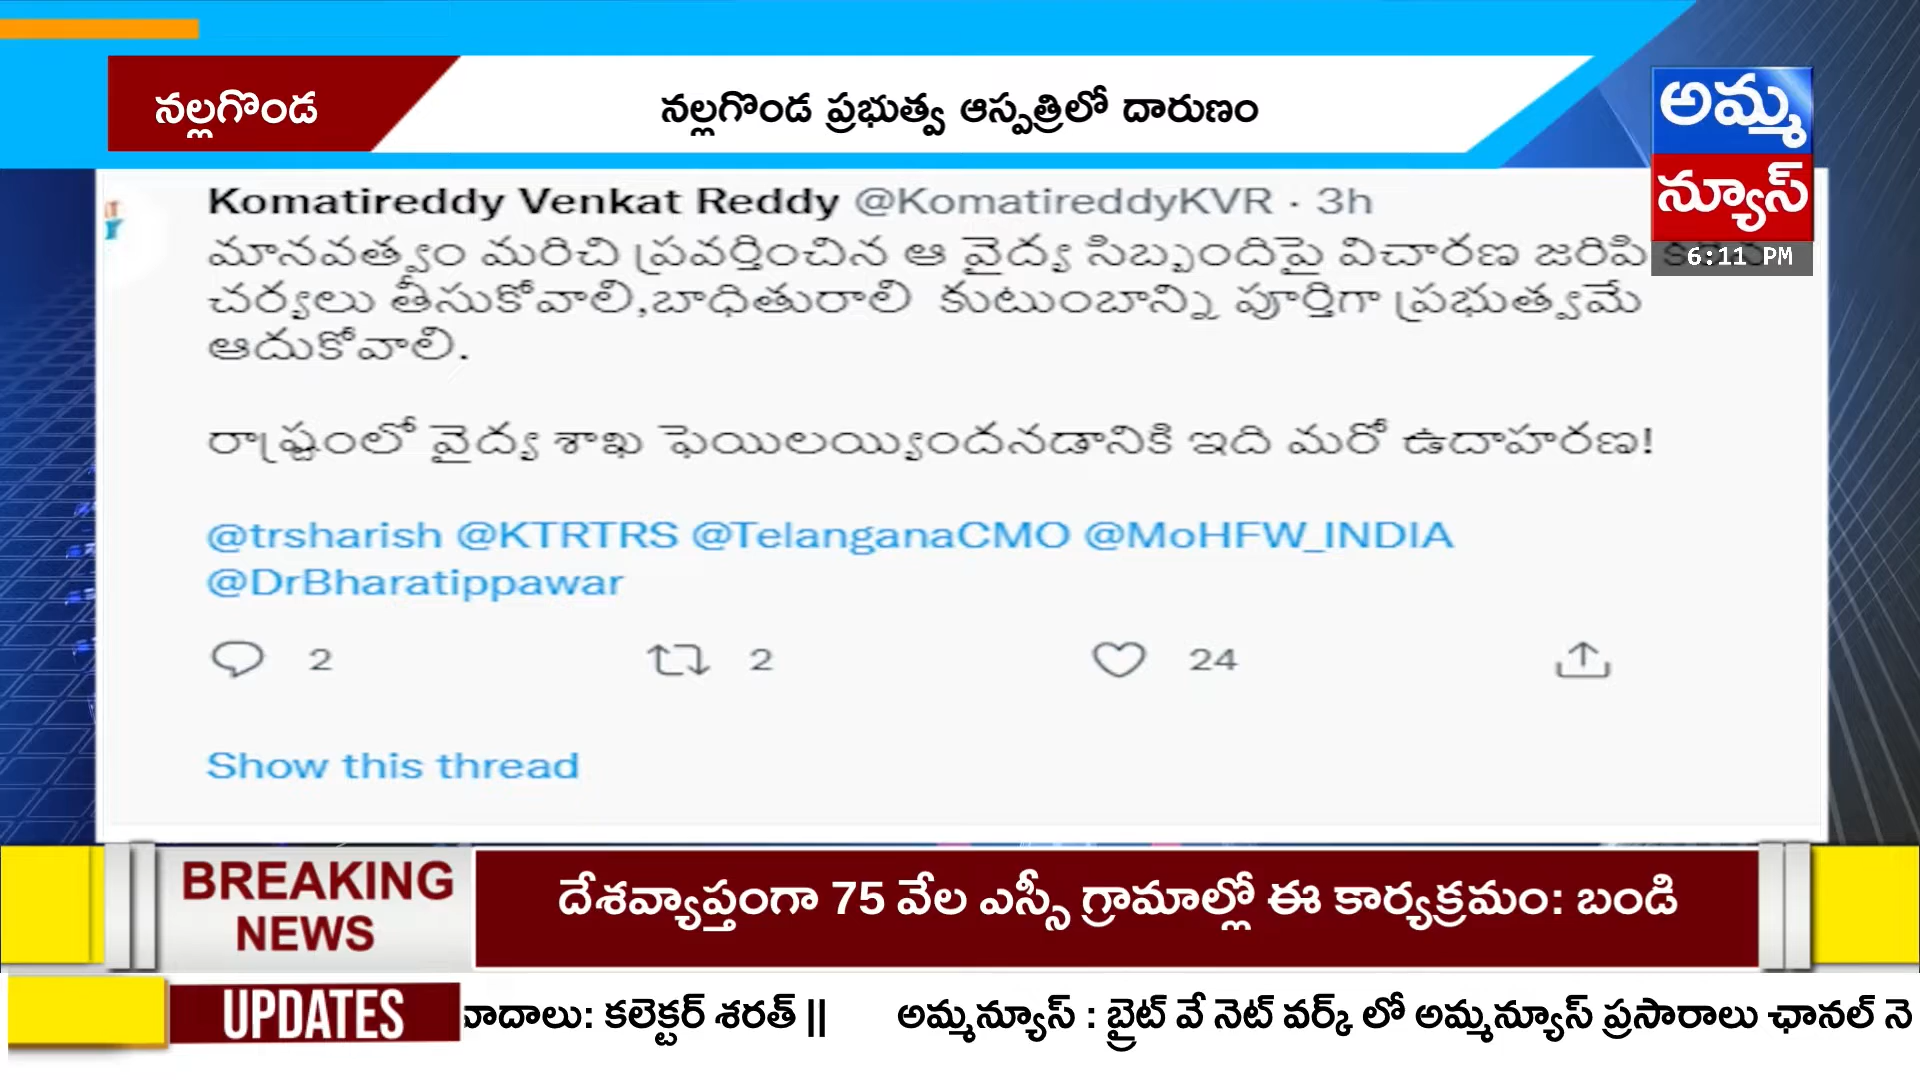 నల్లగొండ
నల్లగొండ ప్రభుత్వ ఆస్పత్రిలో దారుణం
అమ్మ
న్యూస్
6:11 PM
Komatireddy Venkat Reddy @KomatireddyKVR · 3h
మానవత్వం మరిచి ప్రవర్తించిన ఆ వైద్య సిబ్బందిపై విచారణ జరిపి
చర్యలు తీసుకోవాలి,బాధితురాలి కుటుంబాన్ని పూర్తిగా ప్రభుత్వమే
ఆదుకోవాలి.
రాష్ట్రంలో వైద్య శాఖ ఫెయిలయ్యిందనడానికి ఇది మరో ఉదాహరణ!
@trsharish @KTRTRS @TelanganaCMO @MoHFW_INDIA
@DrBharatippawar
2 2 24
Show this thread
BREAKING
NEWS
దేశవ్యాప్తంగా 75 వేల ఎస్సీ గ్రామాల్లో ఈ కార్యక్రమం: బండి
UPDATES
కలెక్టర్ శరత్ || అమ్మన్యూస్ : బ్రైట్ వే నెట్ వర్క్ లో అమ్మన్యూస్ ప్రసారాలు ఛానల్ నె